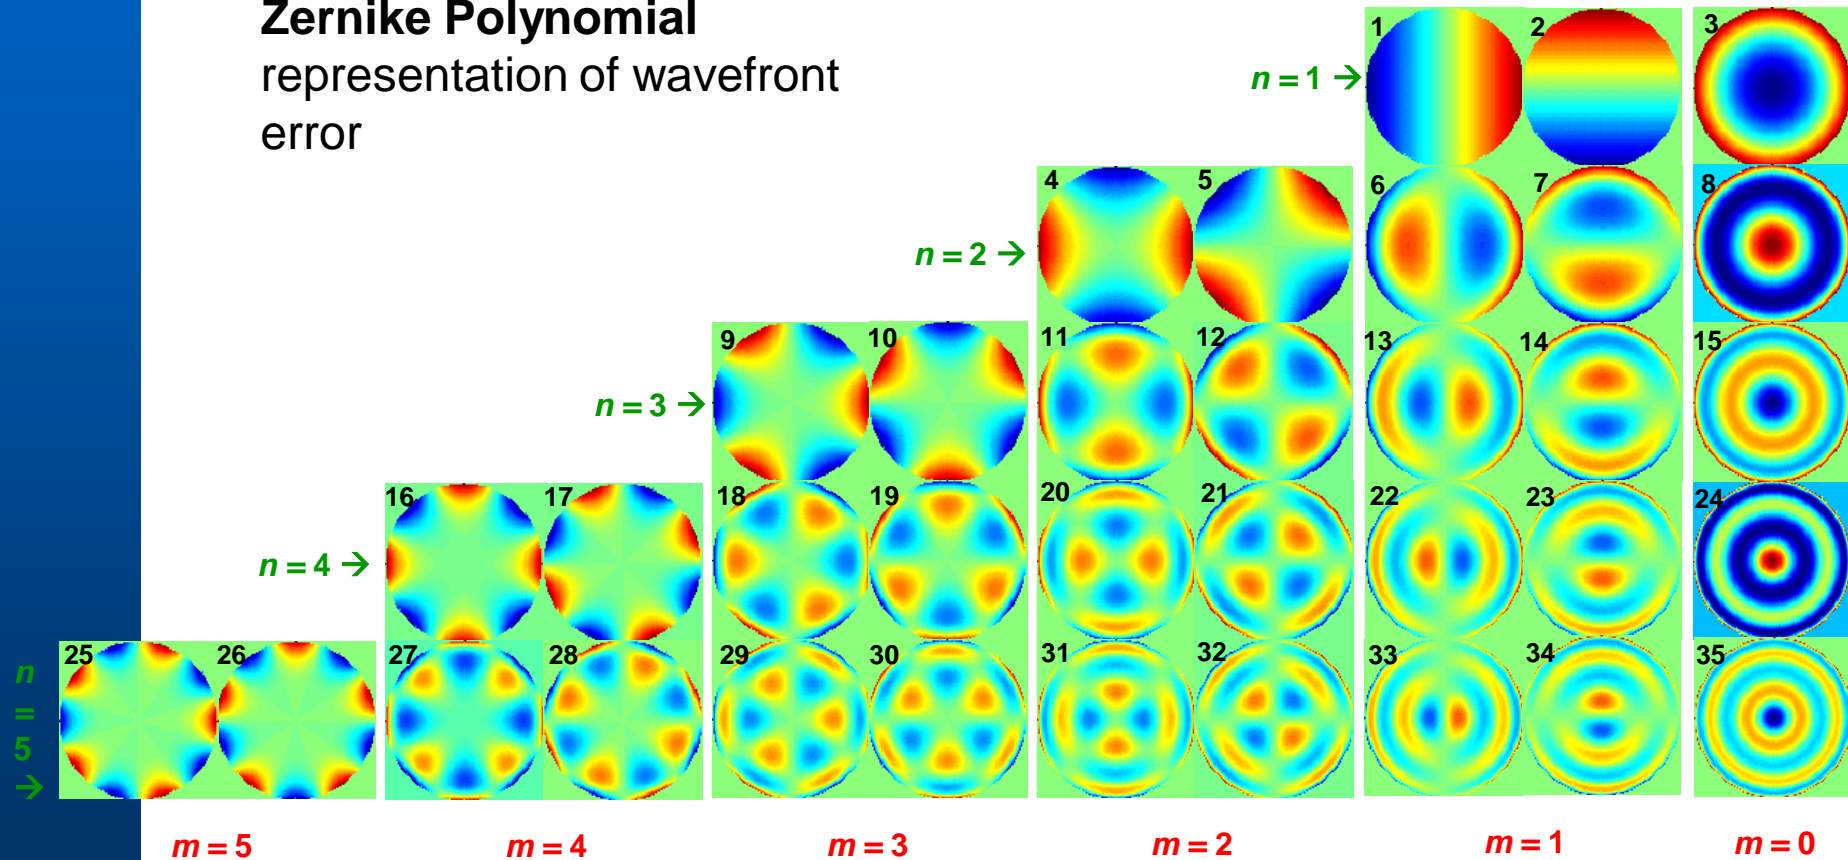 Zernike Polynomial
representation of wavefront
error
n = 1 → 1 2 3
n = 2 → 4 5 6 7 8
n = 3 → 9 10 11 12 13 14 15
n = 4 → 16 17 18 19 20 21 22 23 24
n = 5 → 25 26 27 28 29 30 31 32 33 34 35
m = 5 m = 4 m = 3 m = 2 m = 1 m = 0